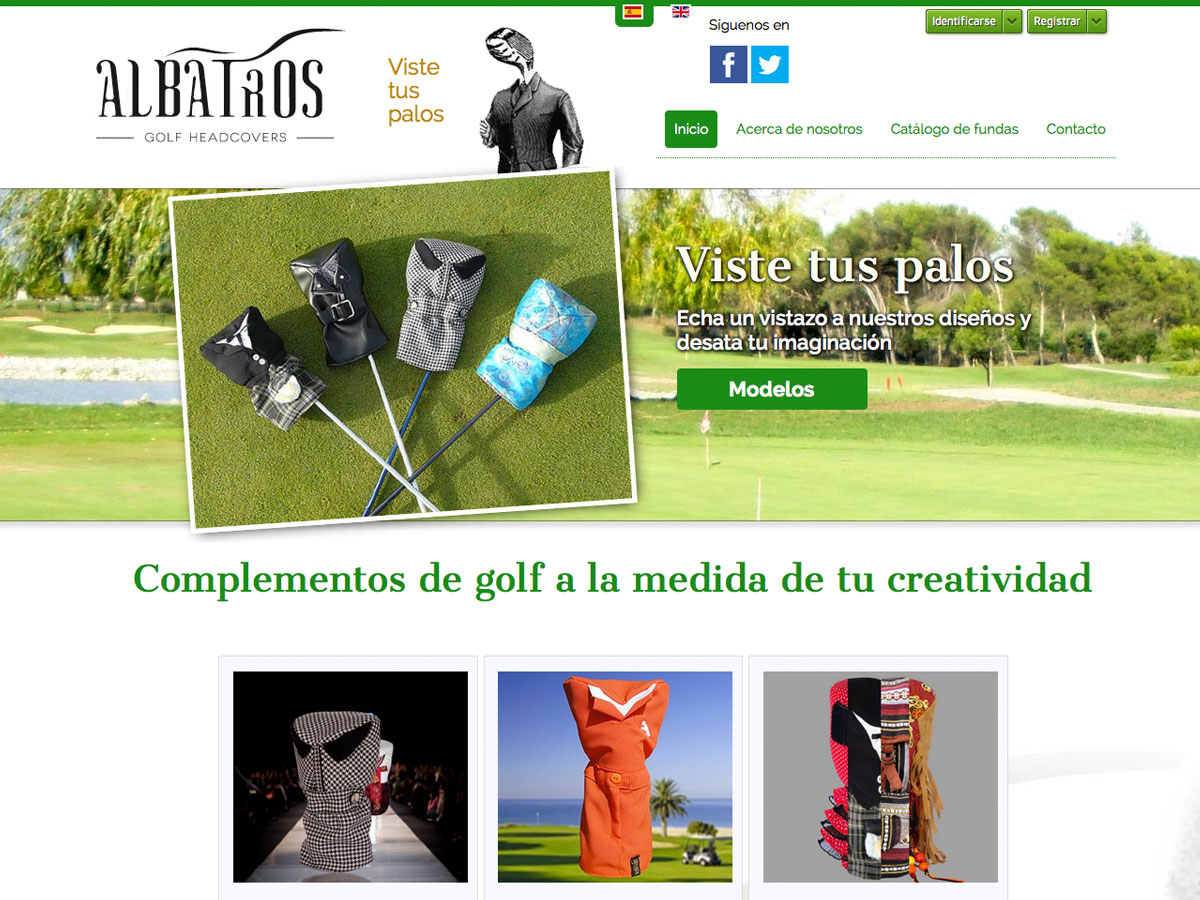 Síguenos en
Identificarse
Registrar
ALBATROS
GOLF HEADCOVERS
Viste
tus
palos
Inicio
Acerca de nosotros
Catálogo de fundas
Contacto
Viste tus palos
Echa un vistazo a nuestros diseños y
desata tu imaginación
Modelos
Complementos de golf a la medida de tu creatividad